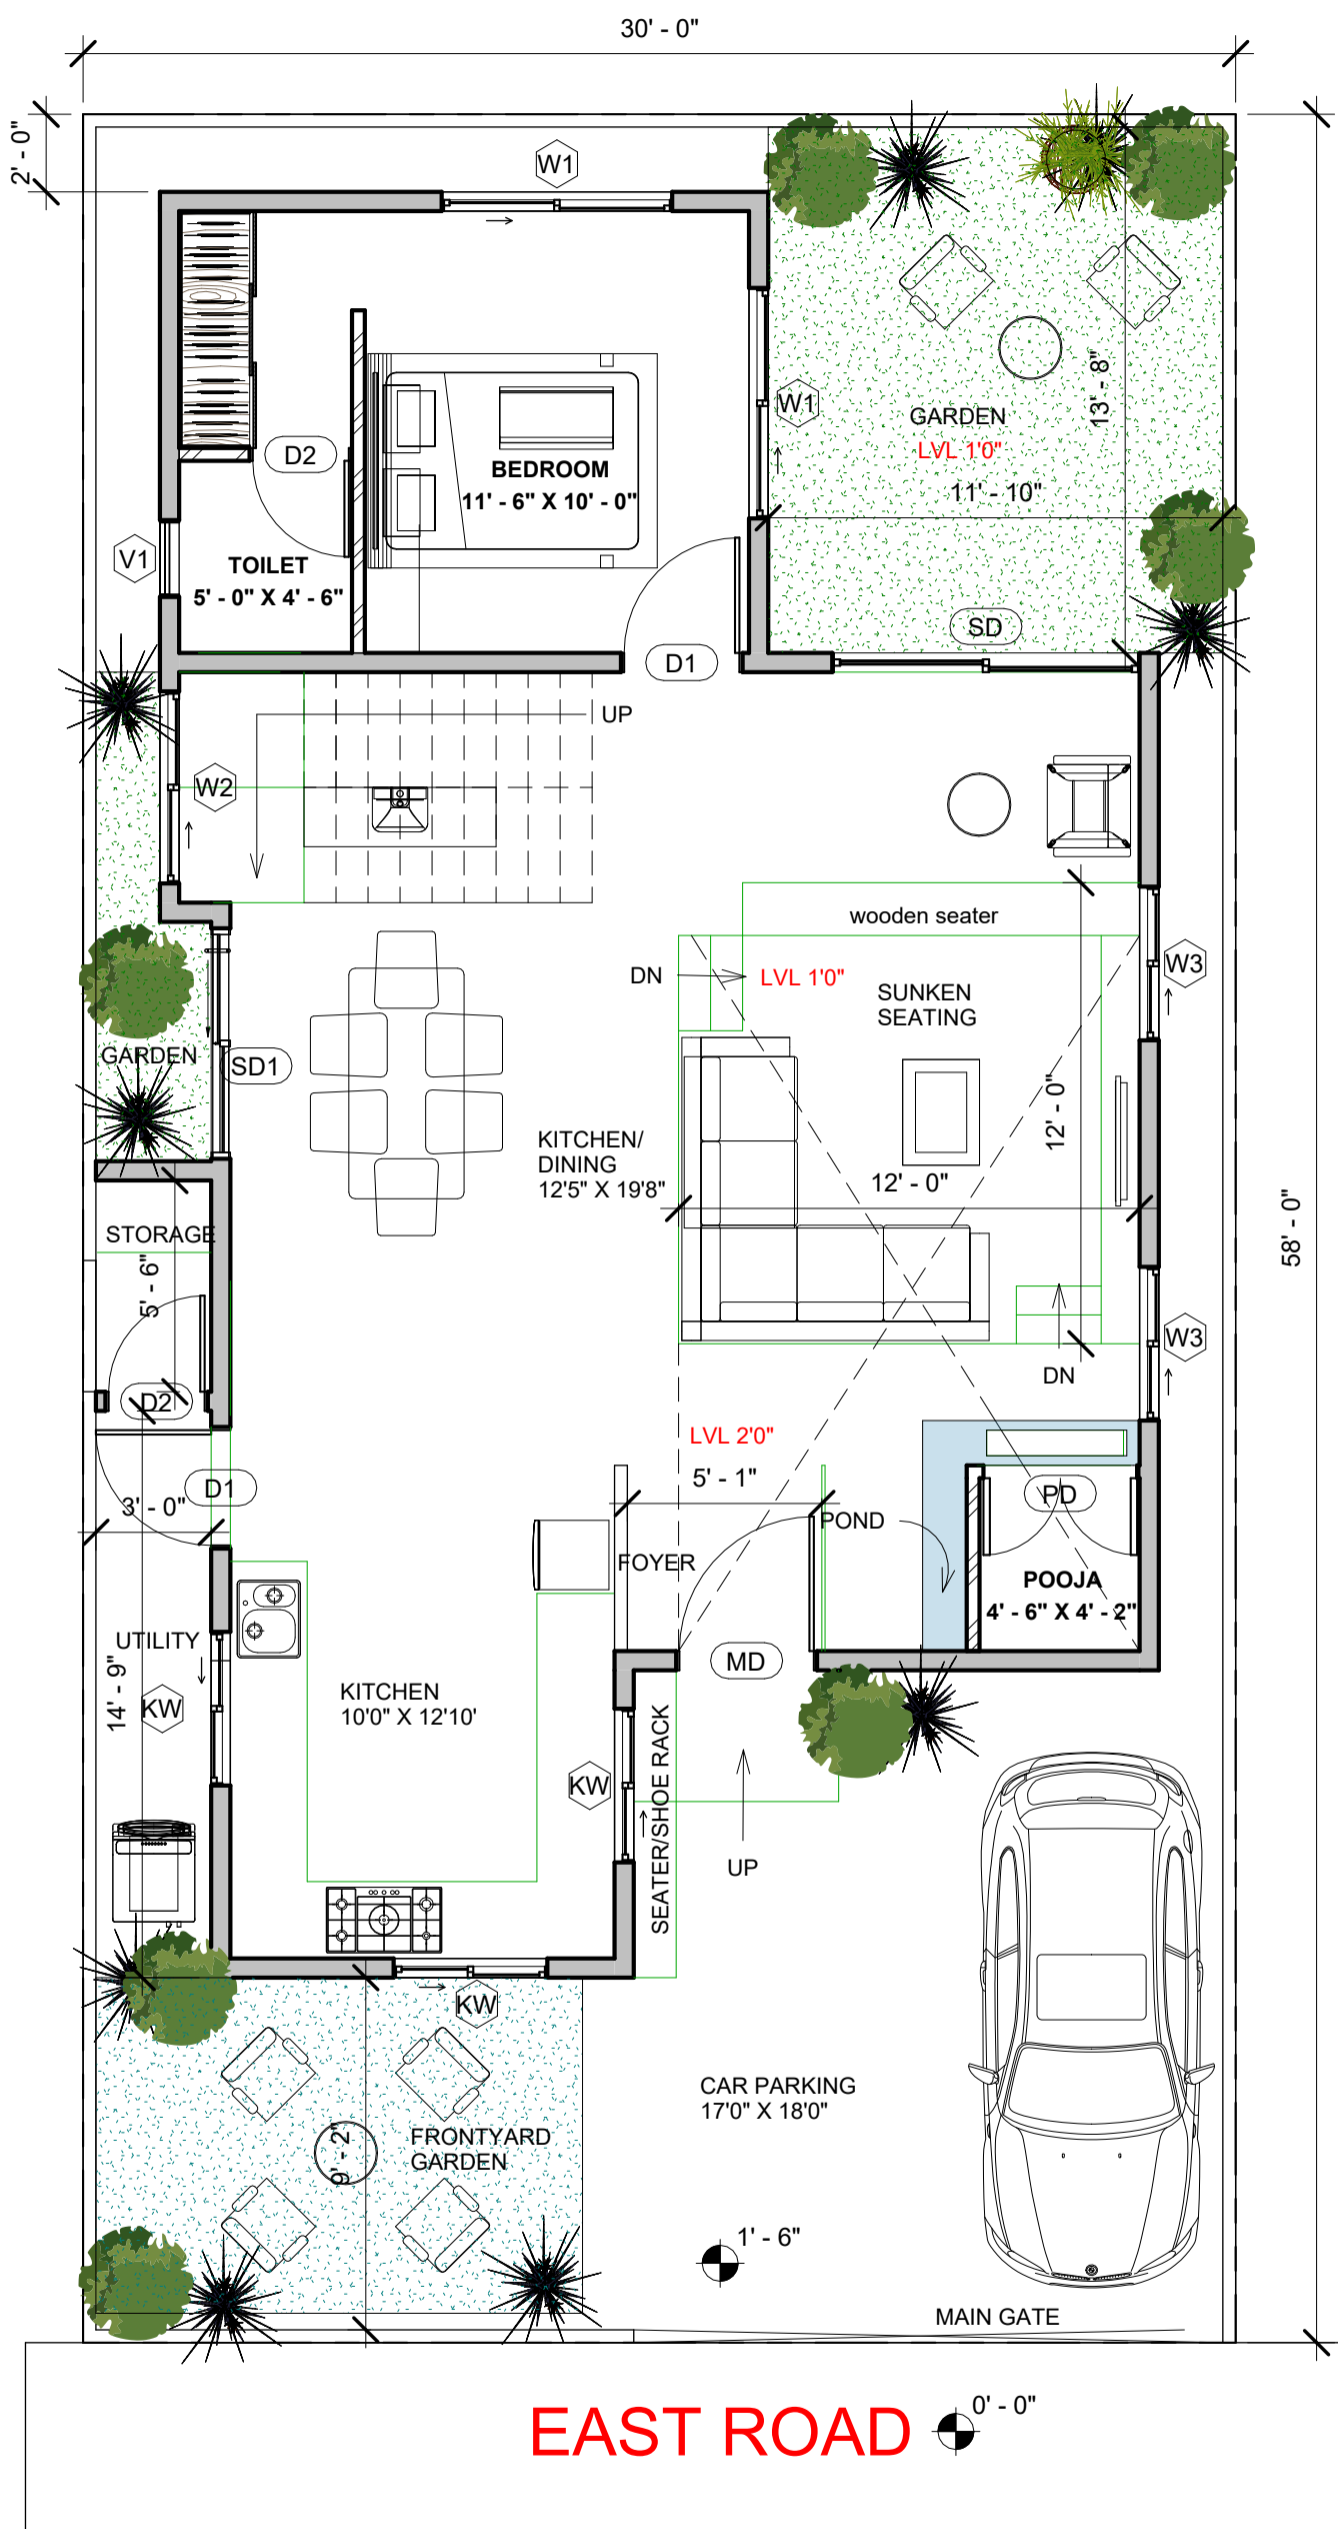 30' - 0"
2' - 0"
W1
W1
13' - 8"
GARDEN
LVL 1'0"
11' - 10"
D2
BEDROOM
11' - 6" X 10' - 0"
V1
TOILET
5' - 0" X 4' - 6"
SD
D1
UP
W2
wooden seater
DN
LVL 1'0"
W3
SUNKEN
SEATING
GARDEN
SD1
12' - 0"
KITCHEN/
DINING
12'5" X 19'8"
12' - 0"
58' - 0"
STORAGE
5' - 6"
W3
DN
D2
LVL 2'0"
5' - 1"
D1
3' - 0"
PD
POND
FOYER
POOJA
4' - 6" X 4' - 2"
UTILITY
14' - 9"
MD
KW
KITCHEN
10'0" X 12'10'
SEATER/SHOE RACK
KW
UP
KW
CAR PARKING
17'0" X 18'0"
9' - 2"
FRONTYARD
GARDEN
1' - 6"
MAIN GATE
EAST ROAD
0' - 0"